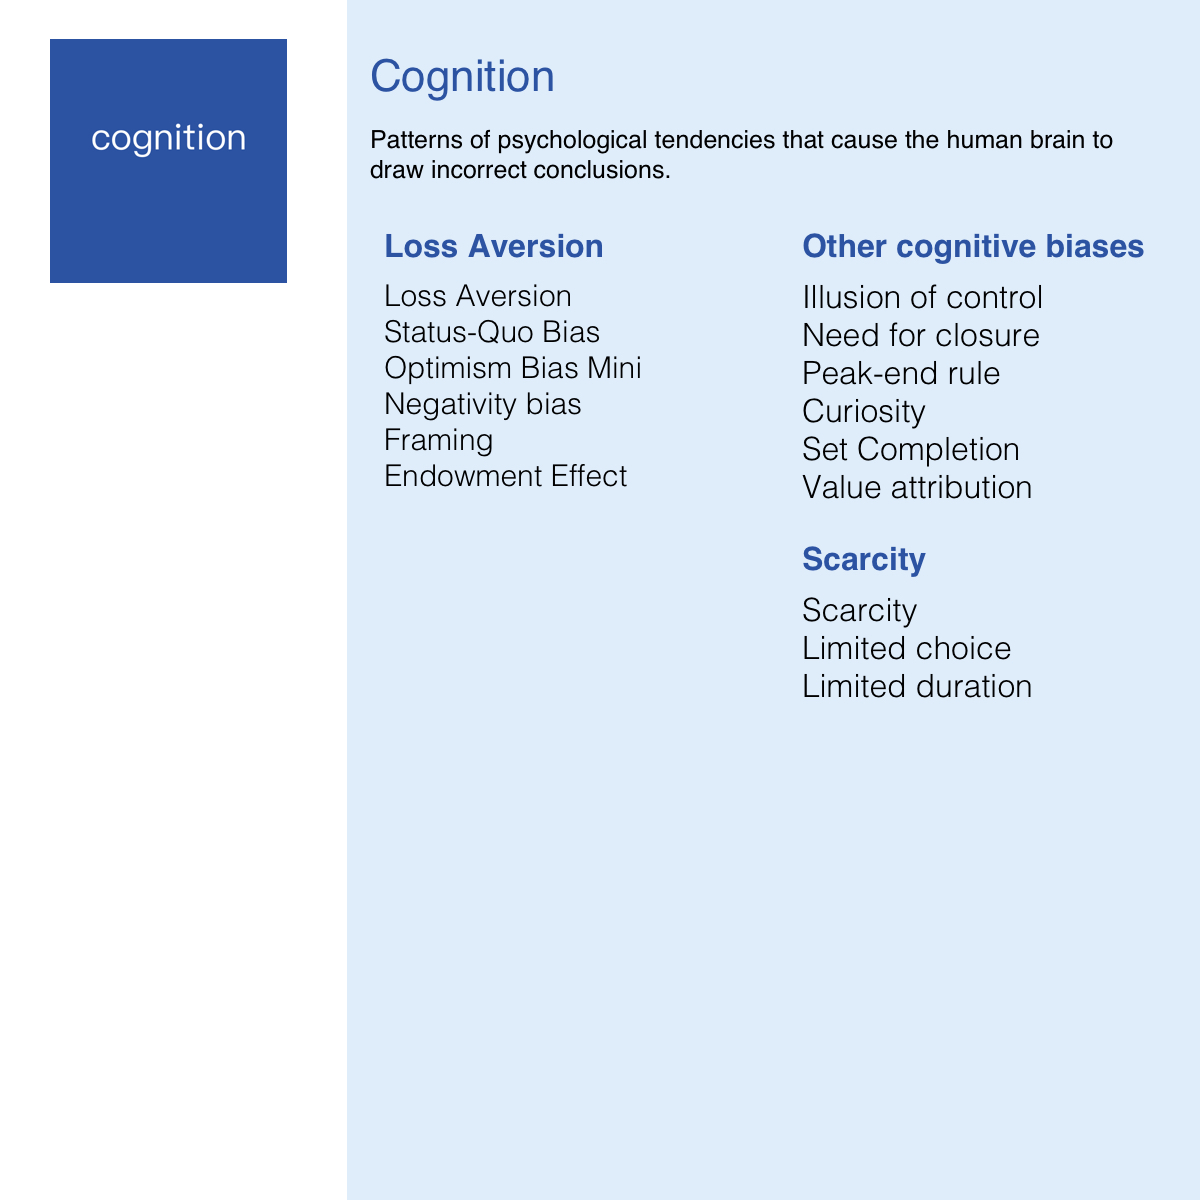 cognition
Cognition
Patterns of psychological tendencies that cause the human brain to
draw incorrect conclusions.
Loss Aversion
Loss Aversion
Status-Quo Bias
Optimism Bias Mini
Negativity bias
Framing
Endowment Effect
Other cognitive biases
Illusion of control
Need for closure
Peak-end rule
Curiosity
Set Completion
Value attribution
Scarcity
Scarcity
Limited choice
Limited duration